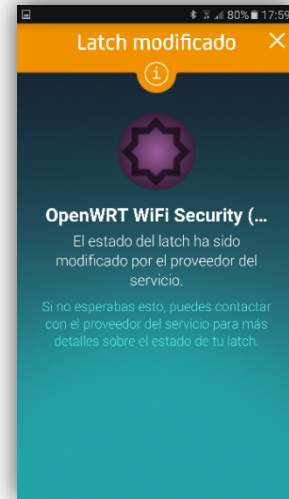 80% 17:59
Latch modificado
OpenWRT WiFi Security (...
El estado del latch ha sido
modificado por el proveedor del
servicio.
Si no esperabas esto, puedes contactar
con el proveedor del servicio para más
detalles sobre el estado de tu latch.